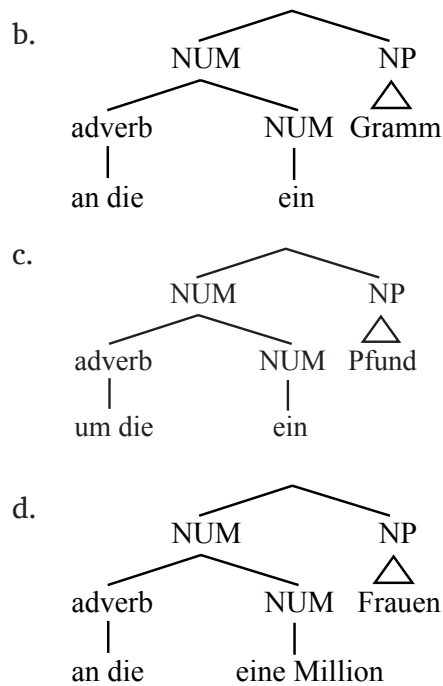 b.
NUM NP
adverb NUM Gramm
an die ein
c.
NUM NP
adverb NUM Pfund
um die ein
d.
NUM NP
adverb NUM Frauen
an die eine Million